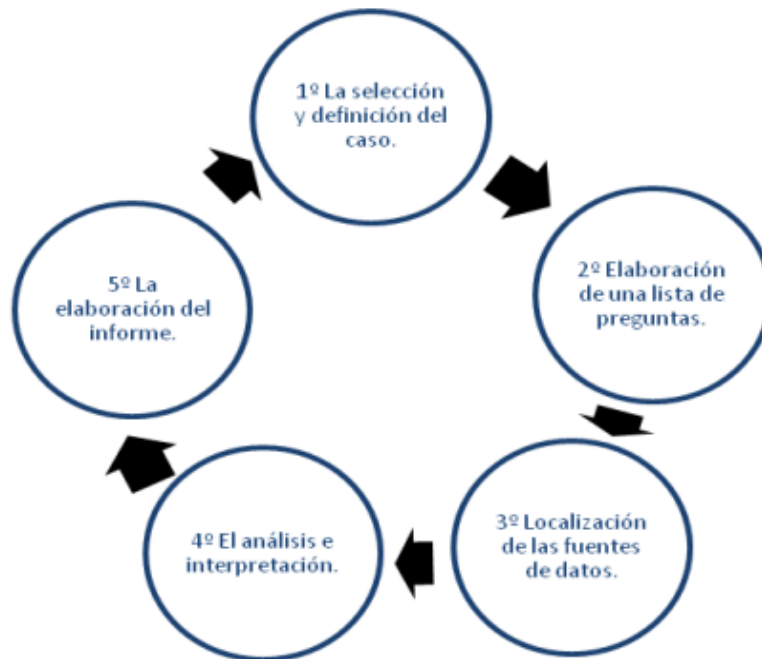 1º La selección
y definición del
caso.
2º Elaboración
de una lista de
preguntas.
3º Localización
de las fuentes
de datos.
4º El análisis e
interpretación.
5º La
elaboración del
informe.